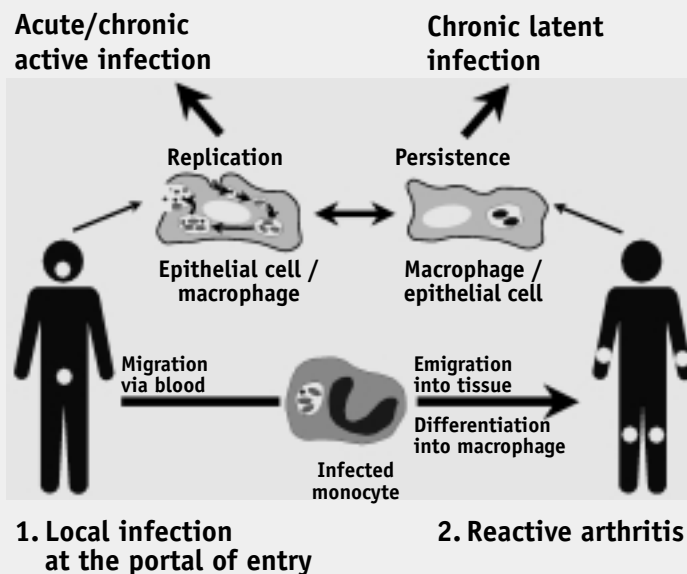 Acute/chronic
active infection
Chronic latent
infection
Replication
Persistence
Epithelial cell /
macrophage
Macrophage /
epithelial cell
Migration
via blood
Emigration
into tissue
Differentiation
into macrophage
Infected
monocyte
1. Local infection
at the portal of entry
2. Reactive arthritis